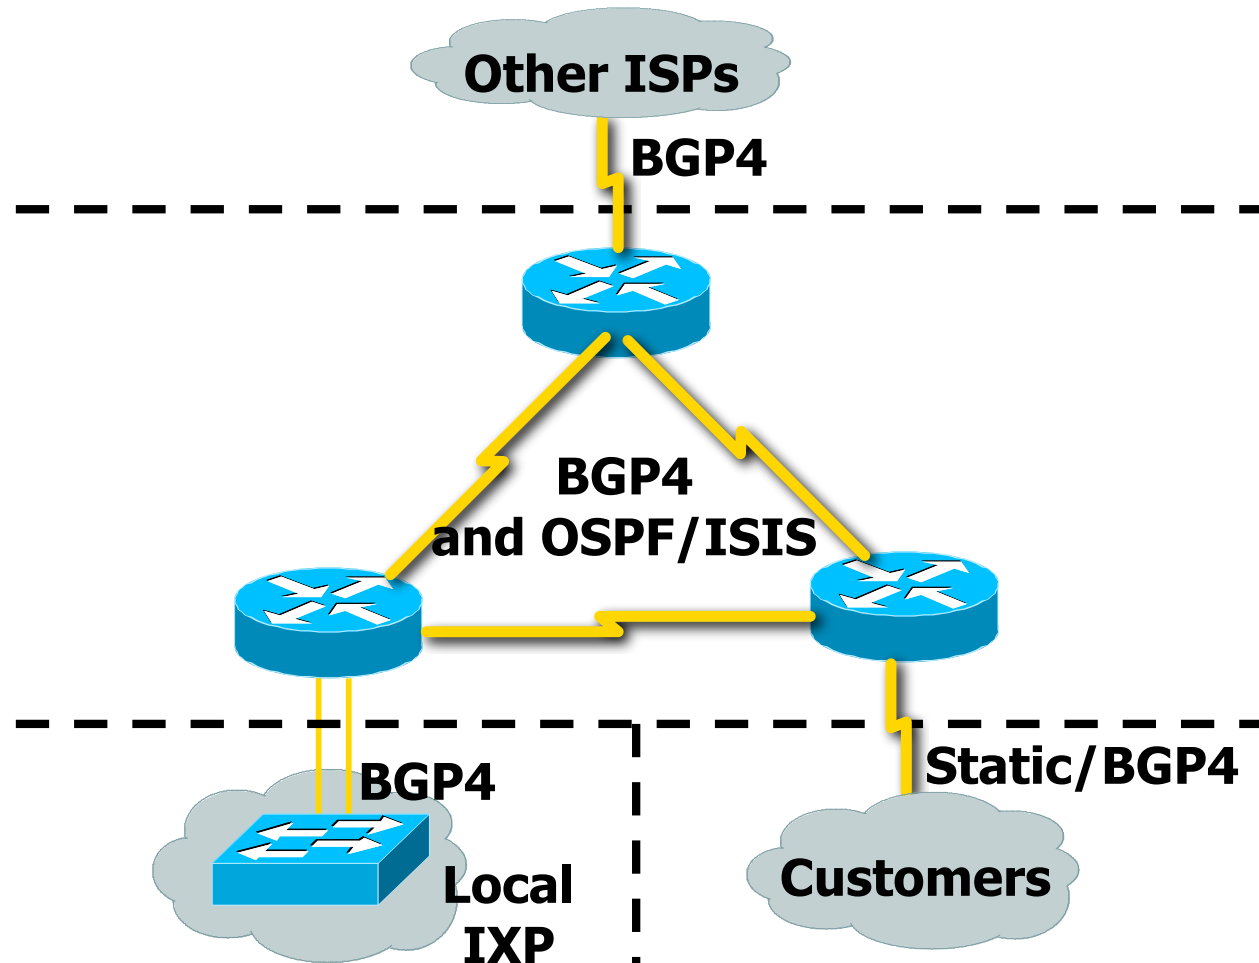 Other ISPs
BGP4
BGP4
and OSPF/ISIS
BGP4
Static/BGP4
Local
IXP
Customers